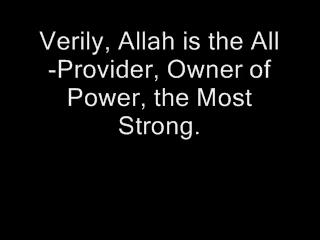 Verily, Allah is the All
-Provider, Owner of
Power, the Most
Strong.